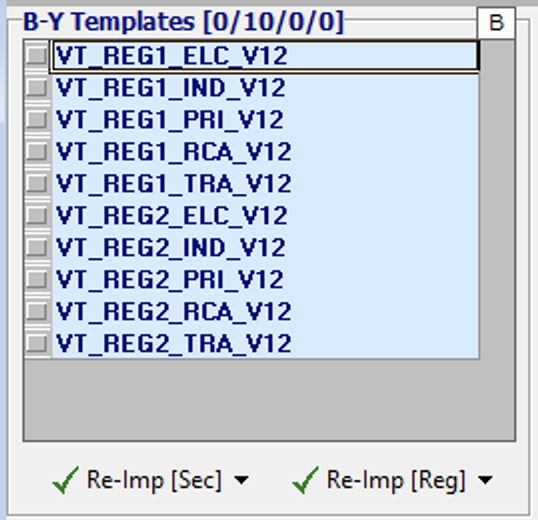 B-Y Templates [0/10/0/0]
B
VT_REG1_ELC_V12
VT_REG1_IND_V12
VT_REG1_PRI_V12
VT_REG1_RCA_V12
VT_REG1_TRA_V12
VT_REG2_ELC_V12
VT_REG2_IND_V12
VT_REG2_PRI_V12
VT_REG2_RCA_V12
VT_REG2_TRA_V12
Re-Imp [Sec] Re-Imp [Reg]